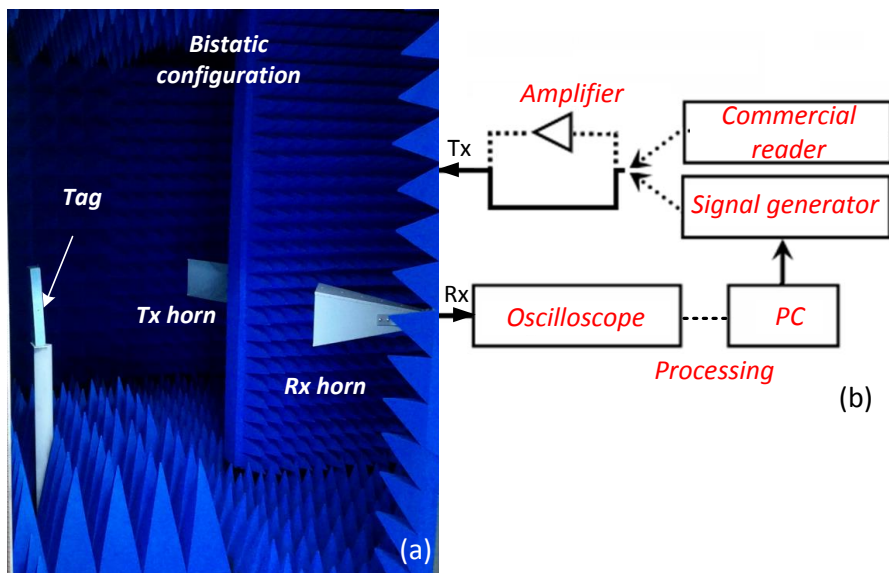 Bistatic
configuration
Tag
Tx horn
Rx horn
(a)
Amplifier
Tx
Commercial
reader
Signal generator
Rx
Oscilloscope
PC
Processing
(b)